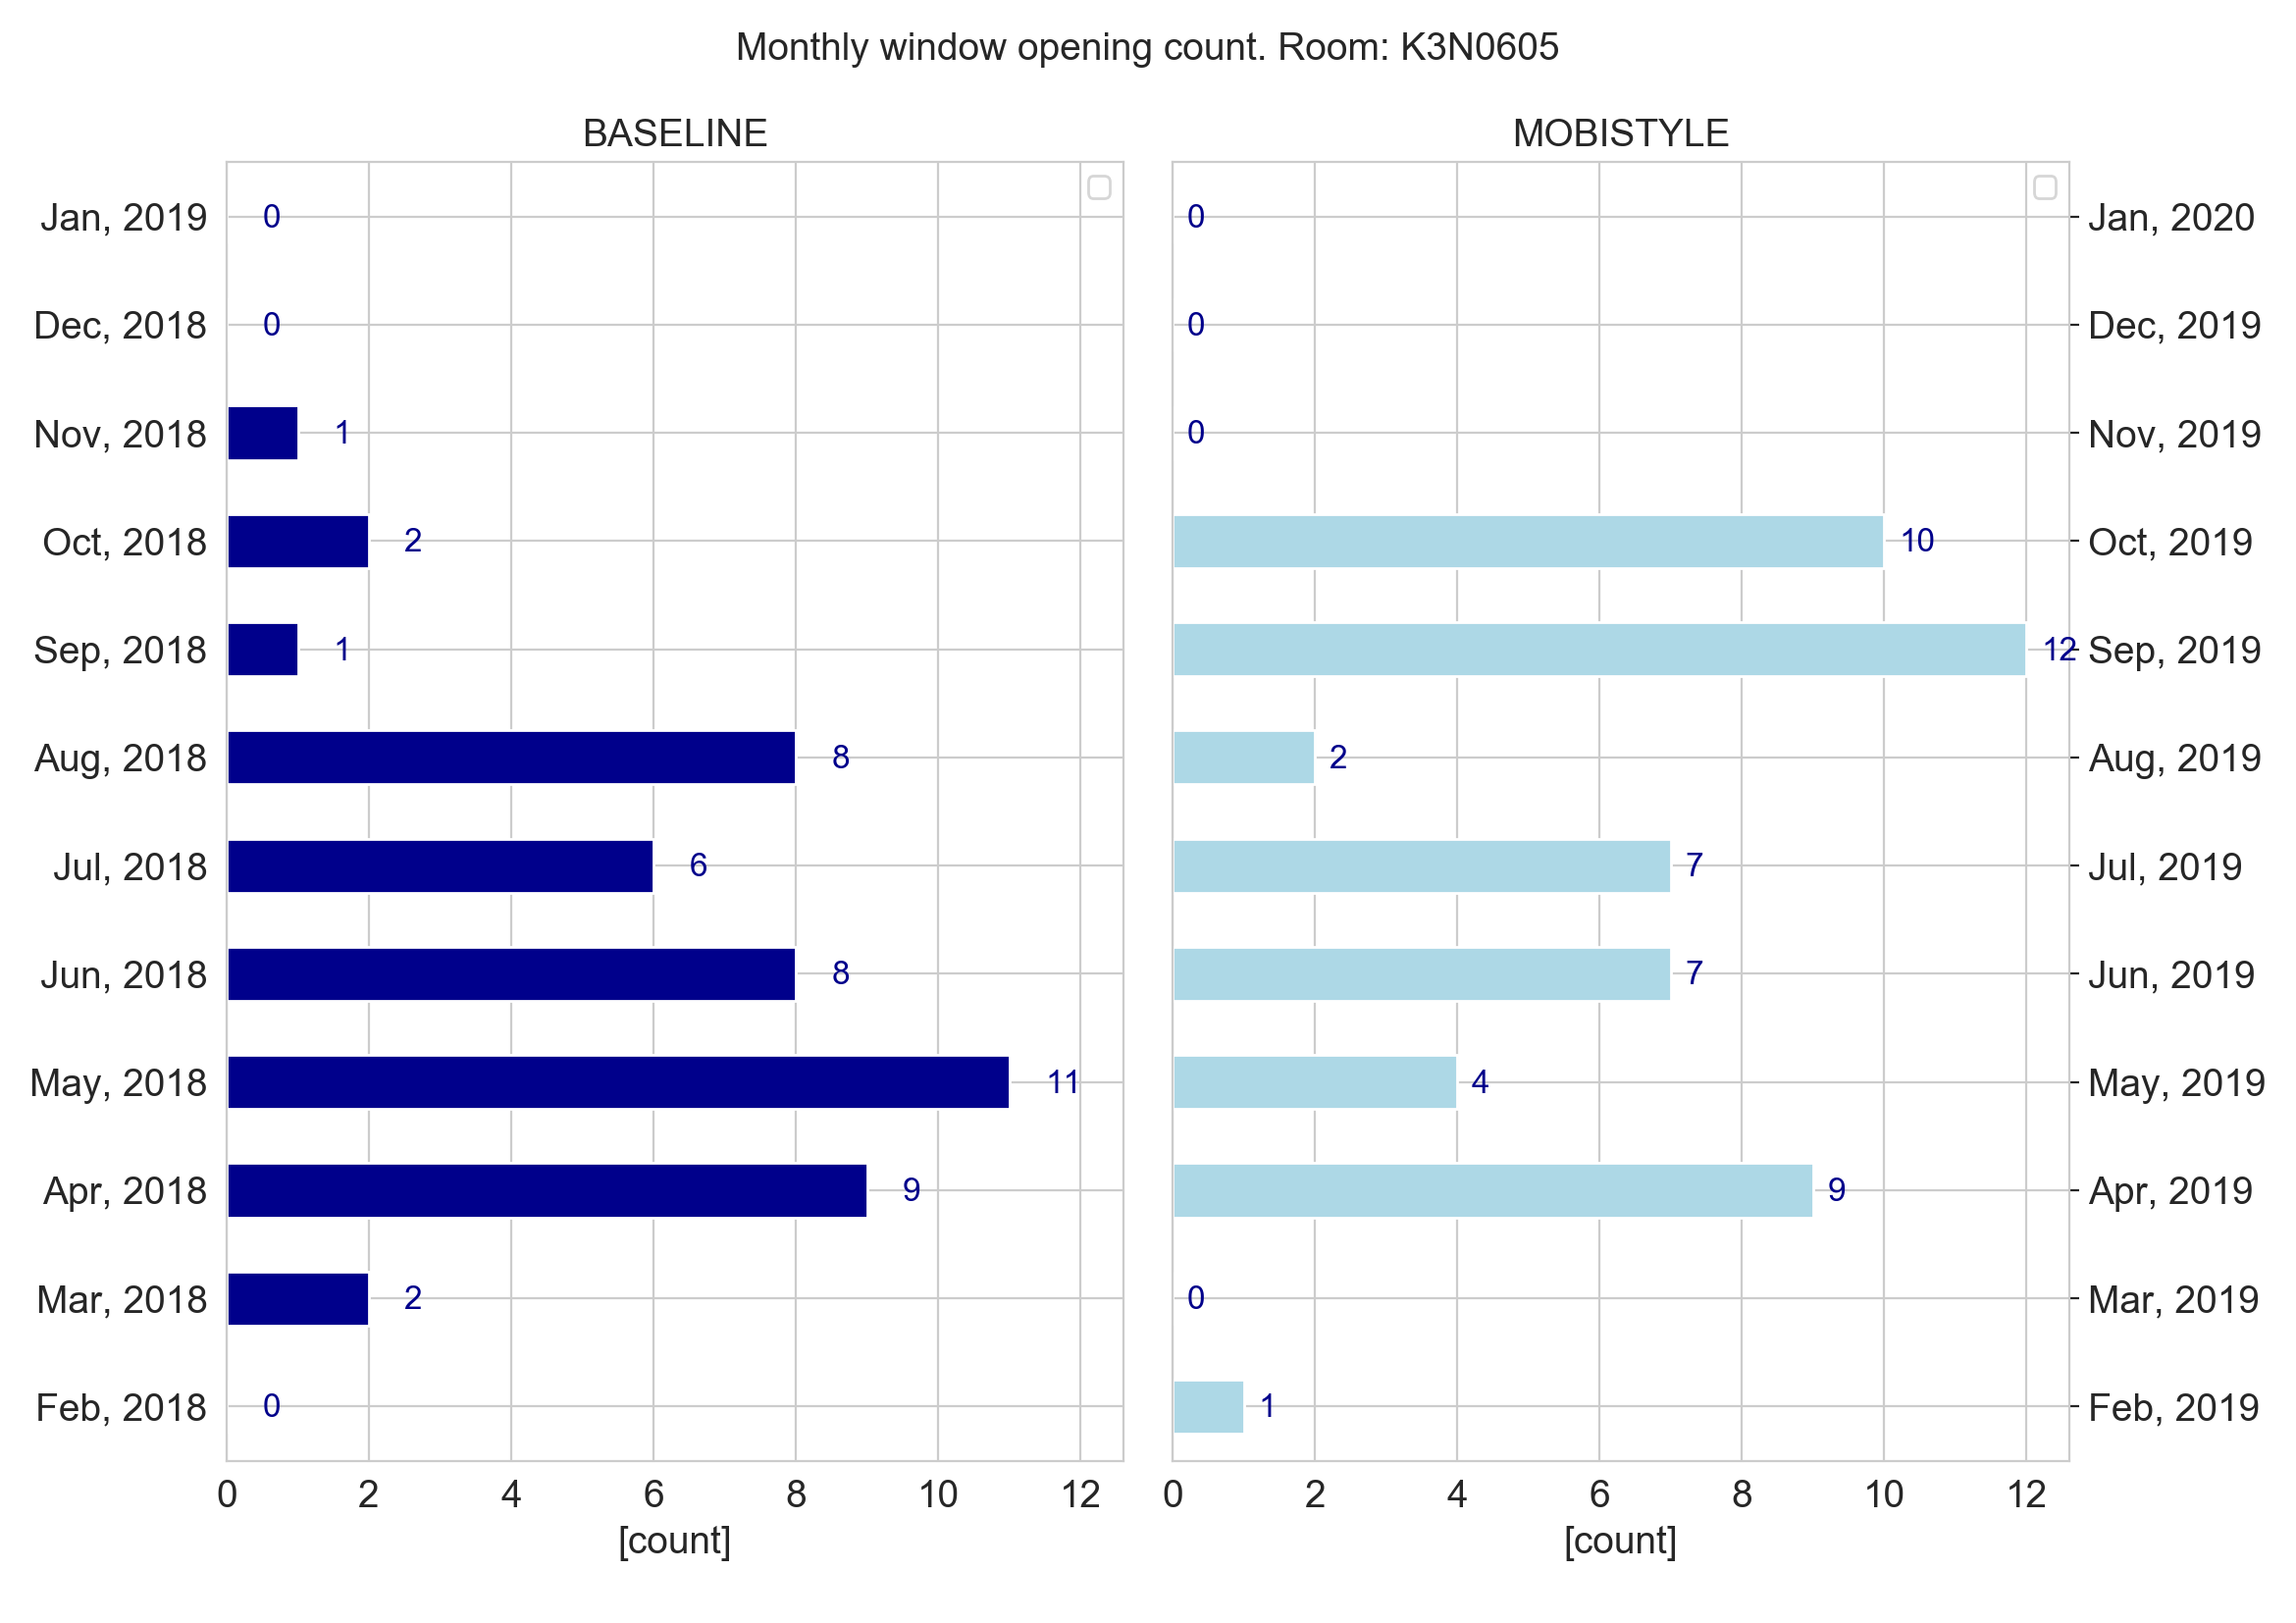 Monthly window opening count. Room: K3N0605
BASELINE
Jan, 2019 0
Dec, 2018 0
Nov, 2018 1
Oct, 2018 2
Sep, 2018 1
Aug, 2018 8
Jul, 2018 6
Jun, 2018 8
May, 2018 11
Apr, 2018 9
Mar, 2018 2
Feb, 2018 0
0 2 4 6 8 10 12
[count]
MOBISTYLE
0 Jan, 2020
0 Dec, 2019
0 Nov, 2019
10 Oct, 2019
12 Sep, 2019
2 Aug, 2019
7 Jul, 2019
7 Jun, 2019
4 May, 2019
9 Apr, 2019
0 Mar, 2019
1 Feb, 2019
0 2 4 6 8 10 12
[count]